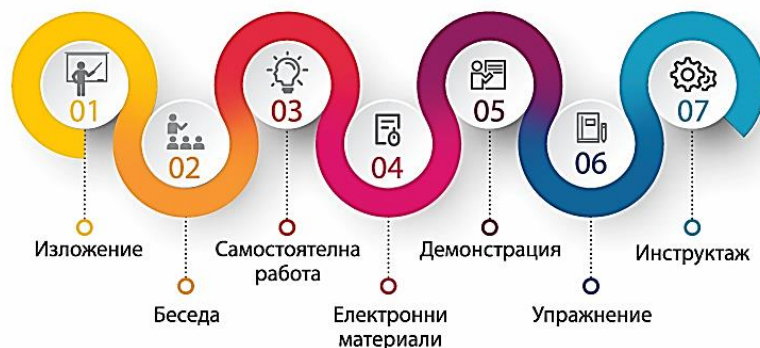 01
Изложение
02
Беседа
03
Самостоятелна
работа
04
Електронни
материали
05
Демонстрация
06
Упражнение
07
Инструктаж